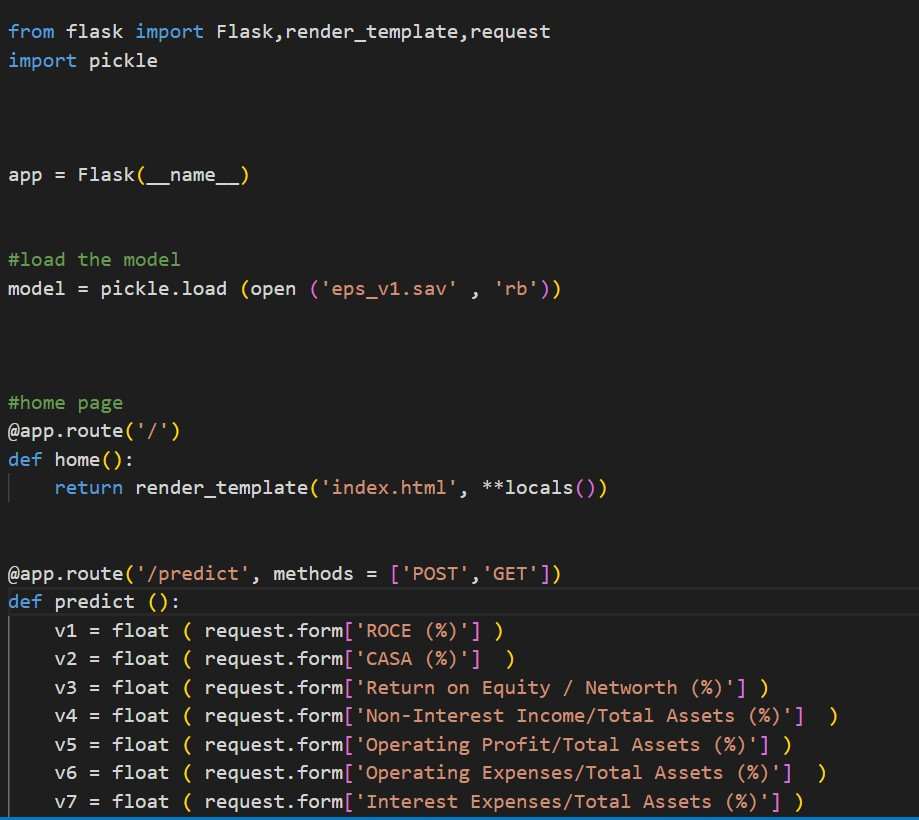 from flask import Flask,render_template,request
import pickle
app = Flask(__name__)
#load the model
model = pickle.load (open ('eps_v1.sav' , 'rb'))
#home page
@app.route('/')
def home():
    return render_template('index.html', **locals())
@app.route('/predict', methods = ['POST','GET'])
def predict ():
    v1 = float ( request.form['ROCE (%)'] )
    v2 = float ( request.form['CASA (%)']  )
    v3 = float ( request.form['Return on Equity / Networth (%)'] )
    v4 = float ( request.form['Non-Interest Income/Total Assets (%)']  )
    v5 = float ( request.form['Operating Profit/Total Assets (%)'] )
    v6 = float ( request.form['Operating Expenses/Total Assets (%)']  )
    v7 = float ( request.form['Interest Expenses/Total Assets (%)'] )